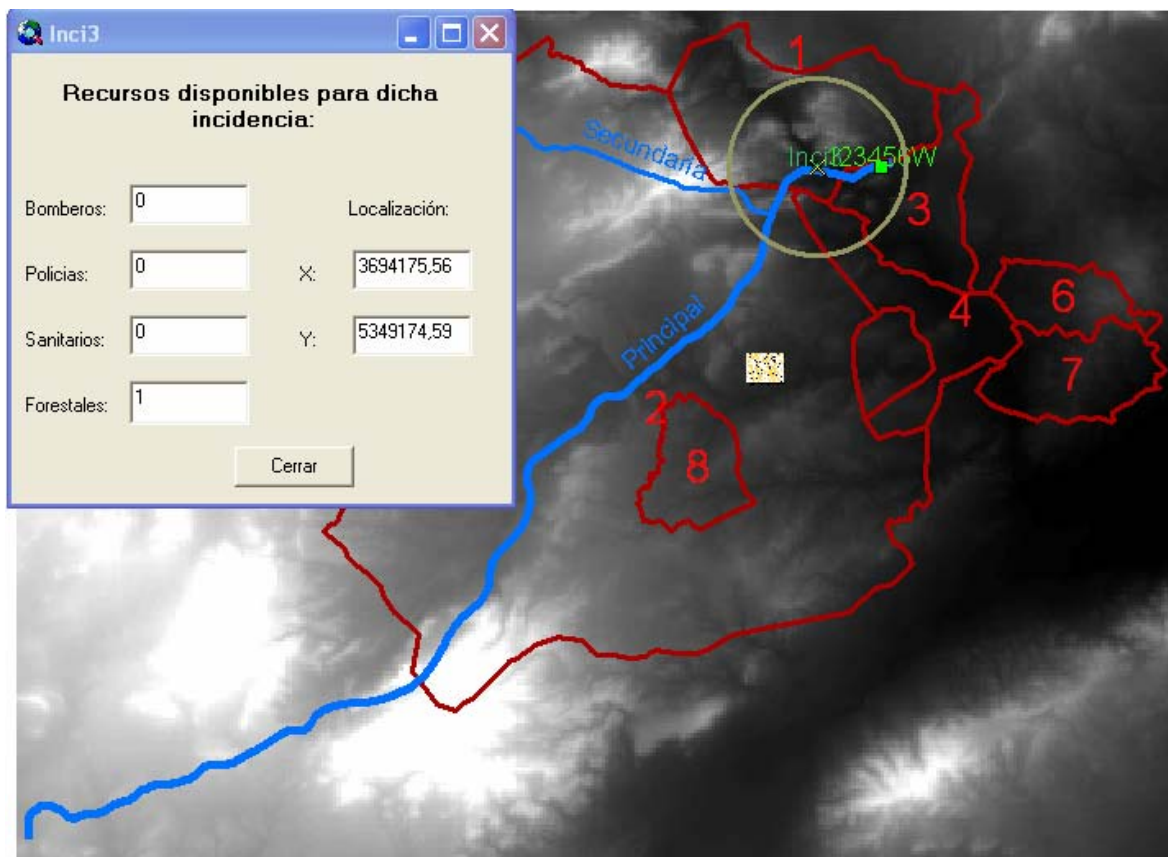 Inci3
Recursos disponibles para dicha
incidencia:
Bomberos: 0
Localización:
Policias: 0
X: 3694175,56
Sanitarios: 0
Y: 5349174,59
Forestales: 1
Cerrar
1
Secundaría
3
4
6
7
Principal
2
8